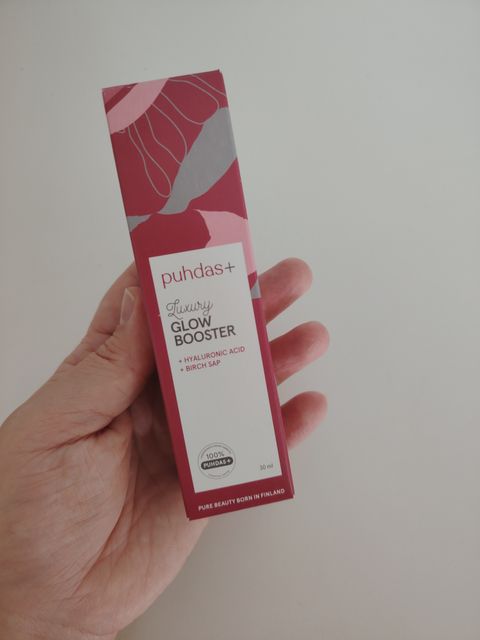 puhdas+
Luxury
GLOW
BOOSTER
+ HYALURONIC ACID
+ BIRCH SAP
100%
PUHDAS+
30 ml
PURE BEAUTY BORN IN FINLAND